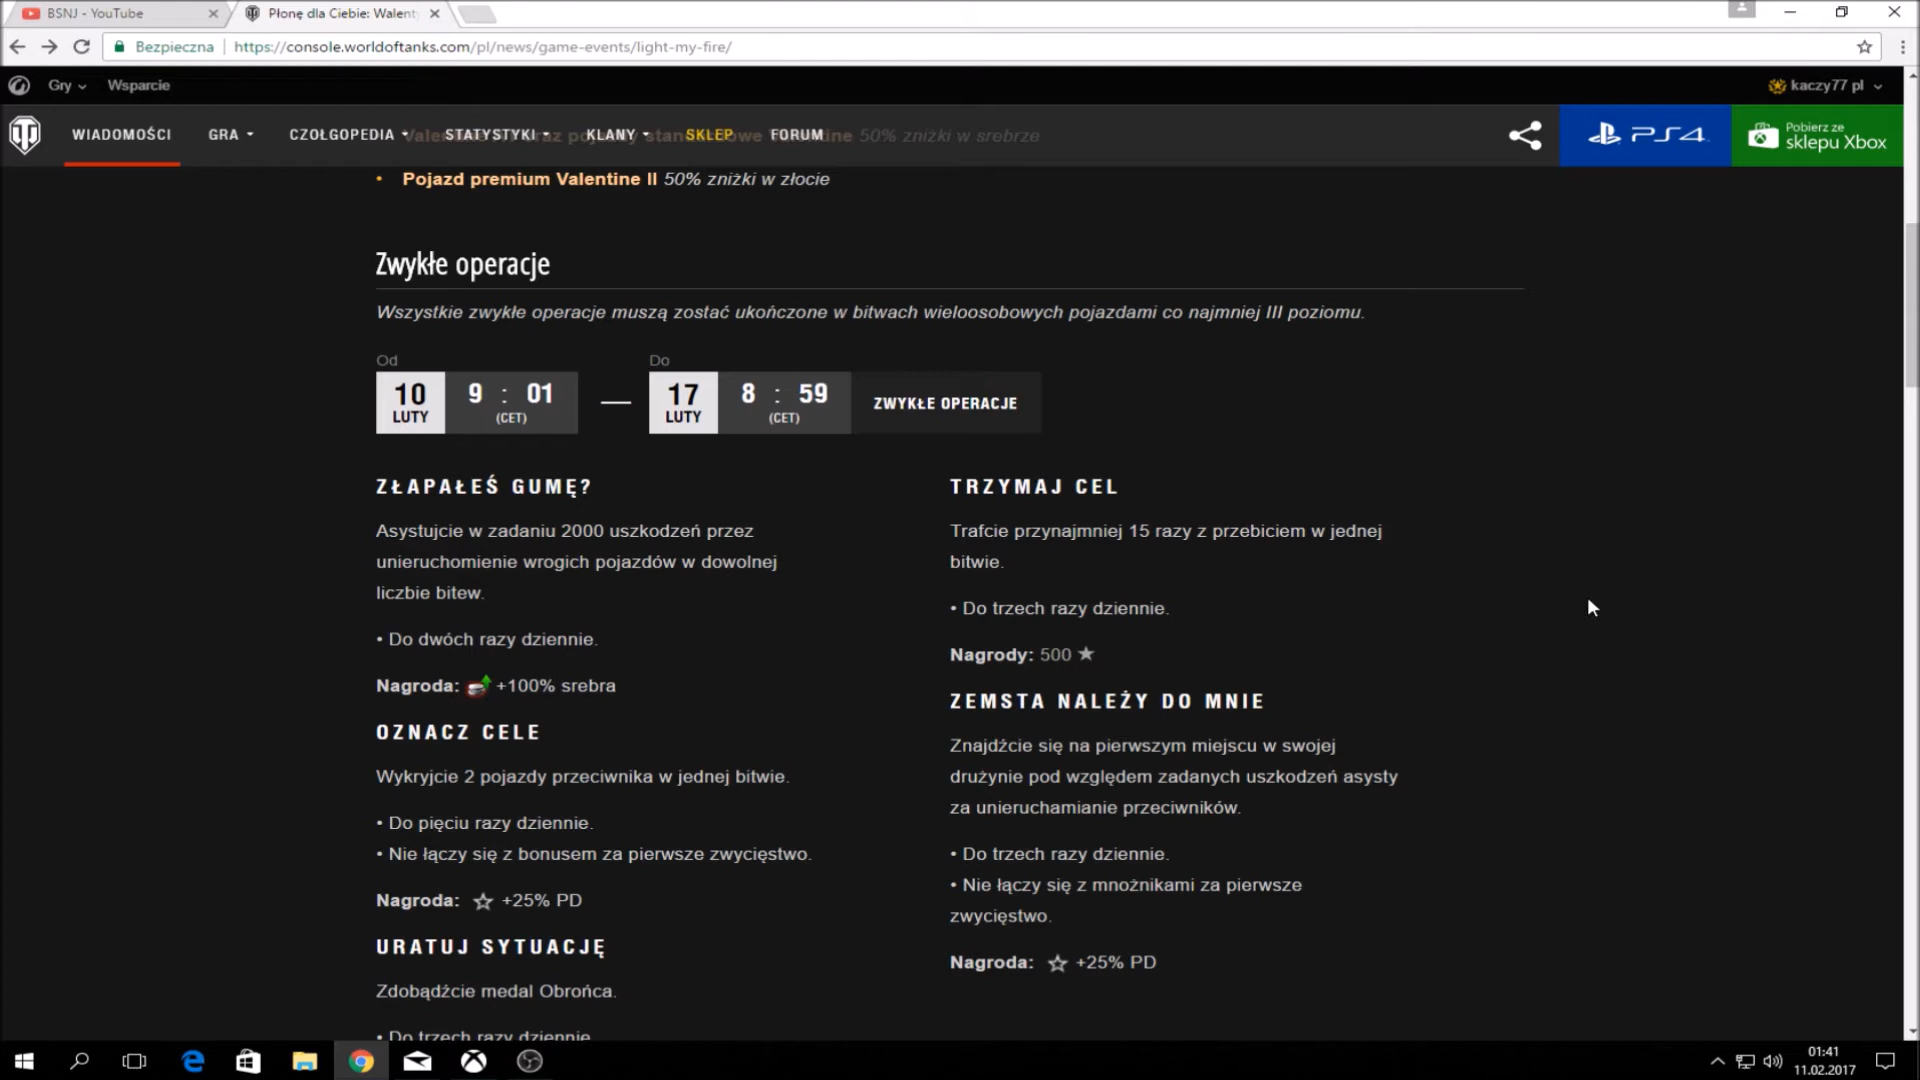 BSNJ - YouTube
Płonę dla Ciebie: Walent
Bezpieczna
https://console.worldoftanks.com/pl/news/game-events/light-my-fire/
Gry
Wsparcie
kaczy77 pl
WIADOMOŚCI
GRA
CZOŁGOPEDIA
STATYSTYKI
KLANY
SKLEP
FORUM
50% zniżki w srebrze
PS4
Pobierz ze
sklepu Xbox
• Pojazd premium Valentine II 50% zniżki w złocie
Zwykłe operacje
Wszystkie zwykłe operacje muszą zostać ukończone w bitwach wieloosobowych pojazdami co najmniej III poziomu.
Od
10
LUTY
9 : 01
(CET)
—
Do
17
LUTY
8 : 59
(CET)
ZWYKŁE OPERACJE
ZŁAPAŁEŚ GUMĘ?
Asystujcie w zadaniu 2000 uszkodzeń przez
unieruchomienie wrogich pojazdów w dowolnej
liczbie bitew.
• Do dwóch razy dziennie.
Nagroda: +100% srebra
OZNACZ CELE
Wykryjcie 2 pojazdy przeciwnika w jednej bitwie.
• Do pięciu razy dziennie.
• Nie łączy się z bonusem za pierwsze zwycięstwo.
Nagroda: +25% PD
URATUJ SYTUACJĘ
Zdobądźcie medal Obrońca.
• Do trzech razy dziennie
TRZYMAJ CEL
Trafcie przynajmniej 15 razy z przebiciem w jednej
bitwie.
• Do trzech razy dziennie.
Nagrody: 500 ★
ZEMSTA NALEŻY DO MNIE
Znajdźcie się na pierwszym miejscu w swojej
drużynie pod względem zadanych uszkodzeń asysty
za unieruchamianie przeciwników.
• Do trzech razy dziennie.
• Nie łączy się z mnożnikami za pierwsze
zwycięstwo.
Nagroda: +25% PD
01:41
11.02.2017